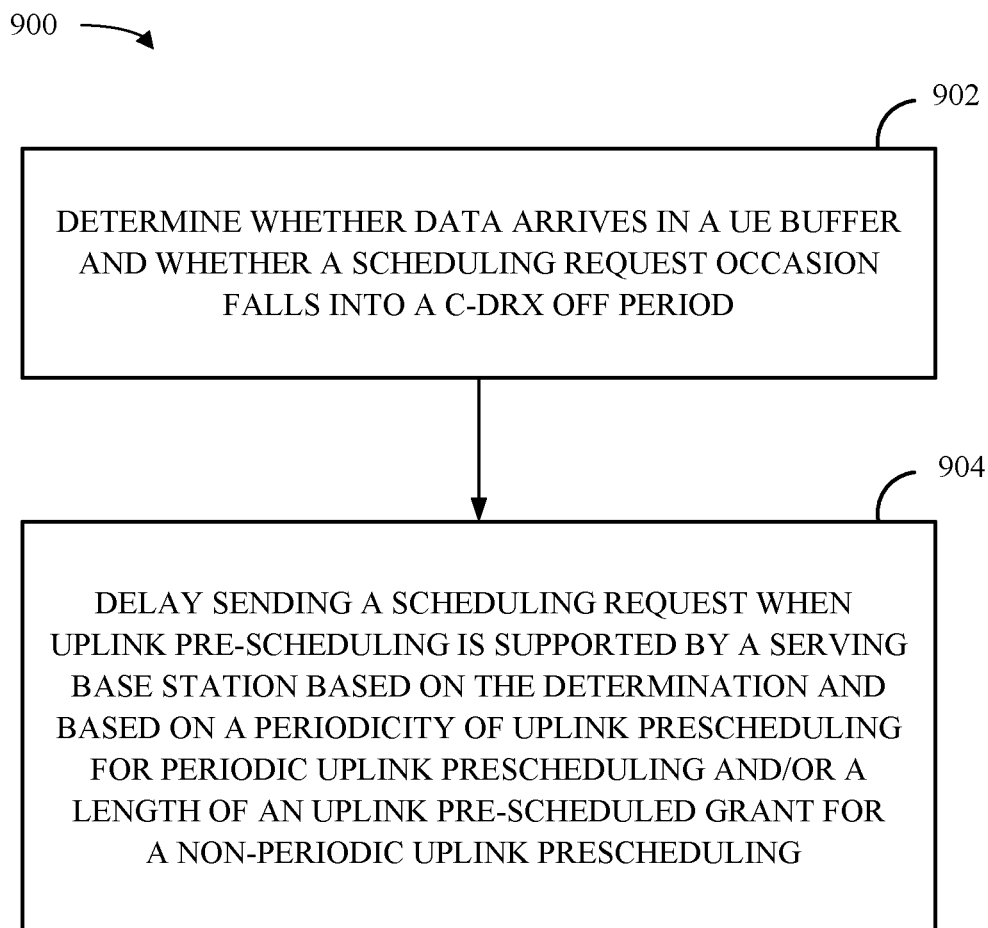 900
902
DETERMINE WHETHER DATA ARRIVES IN A UE BUFFER
AND WHETHER A SCHEDULING REQUEST OCCASION
FALLS INTO A C-DRX OFF PERIOD
904
DELAY SENDING A SCHEDULING REQUEST WHEN
UPLINK PRE-SCHEDULING IS SUPPORTED BY A SERVING
BASE STATION BASED ON THE DETERMINATION AND
BASED ON A PERIODICITY OF UPLINK PRESCHEDULING
FOR PERIODIC UPLINK PRESCHEDULING AND/OR A
LENGTH OF AN UPLINK PRE-SCHEDULED GRANT FOR
A NON-PERIODIC UPLINK PRESCHEDULING